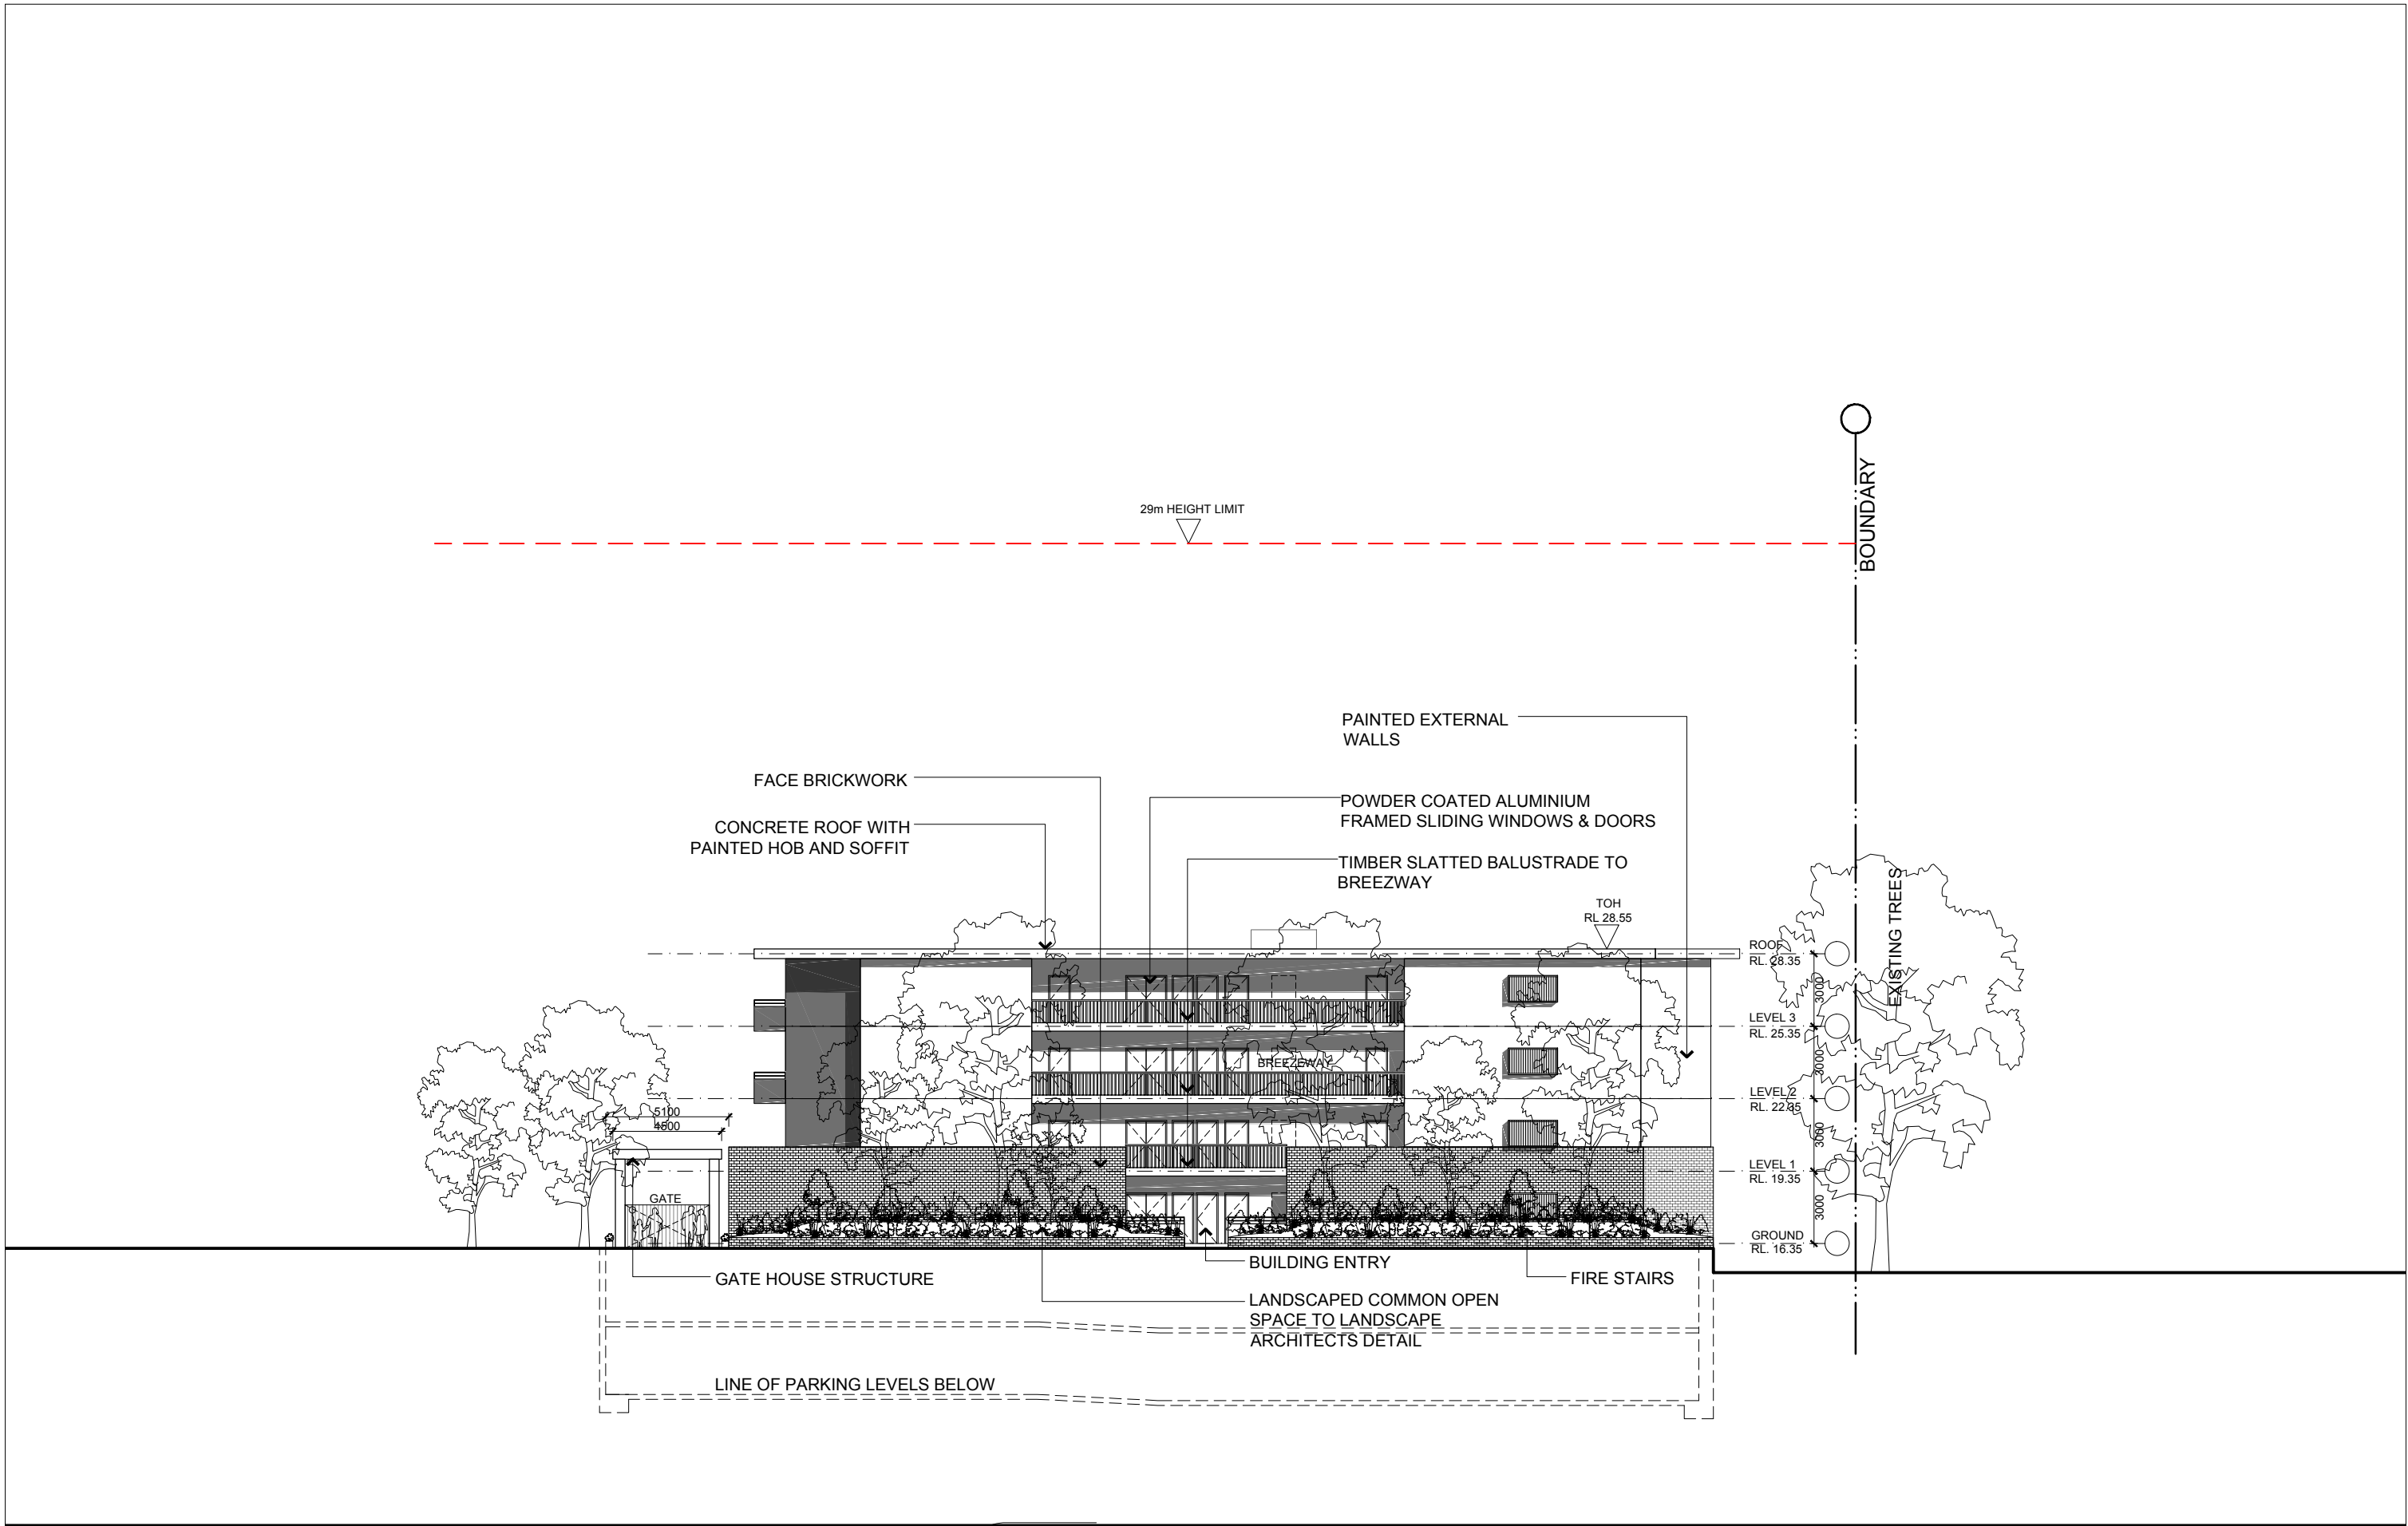 29m HEIGHT LIMIT
BOUNDARY
PAINTED EXTERNAL
WALLS
FACE BRICKWORK
POWDER COATED ALUMINIUM
FRAMED SLIDING WINDOWS & DOORS
CONCRETE ROOF WITH
PAINTED HOB AND SOFFIT
TIMBER SLATTED BALUSTRADE TO
BREEZWAY
TOH
RL 28.55
EXISTING TREES
ROOF
RL. 28.35
3000
LEVEL 3
RL. 25.35
3000
BREEZEWAY
LEVEL 2
RL. 22.35
3000
5100
4800
LEVEL 1
RL. 19.35
3000
GATE
GROUND
RL. 16.35
BUILDING ENTRY
GATE HOUSE STRUCTURE
FIRE STAIRS
LANDSCAPED COMMON OPEN
SPACE TO LANDSCAPE
ARCHITECTS DETAIL
LINE OF PARKING LEVELS BELOW